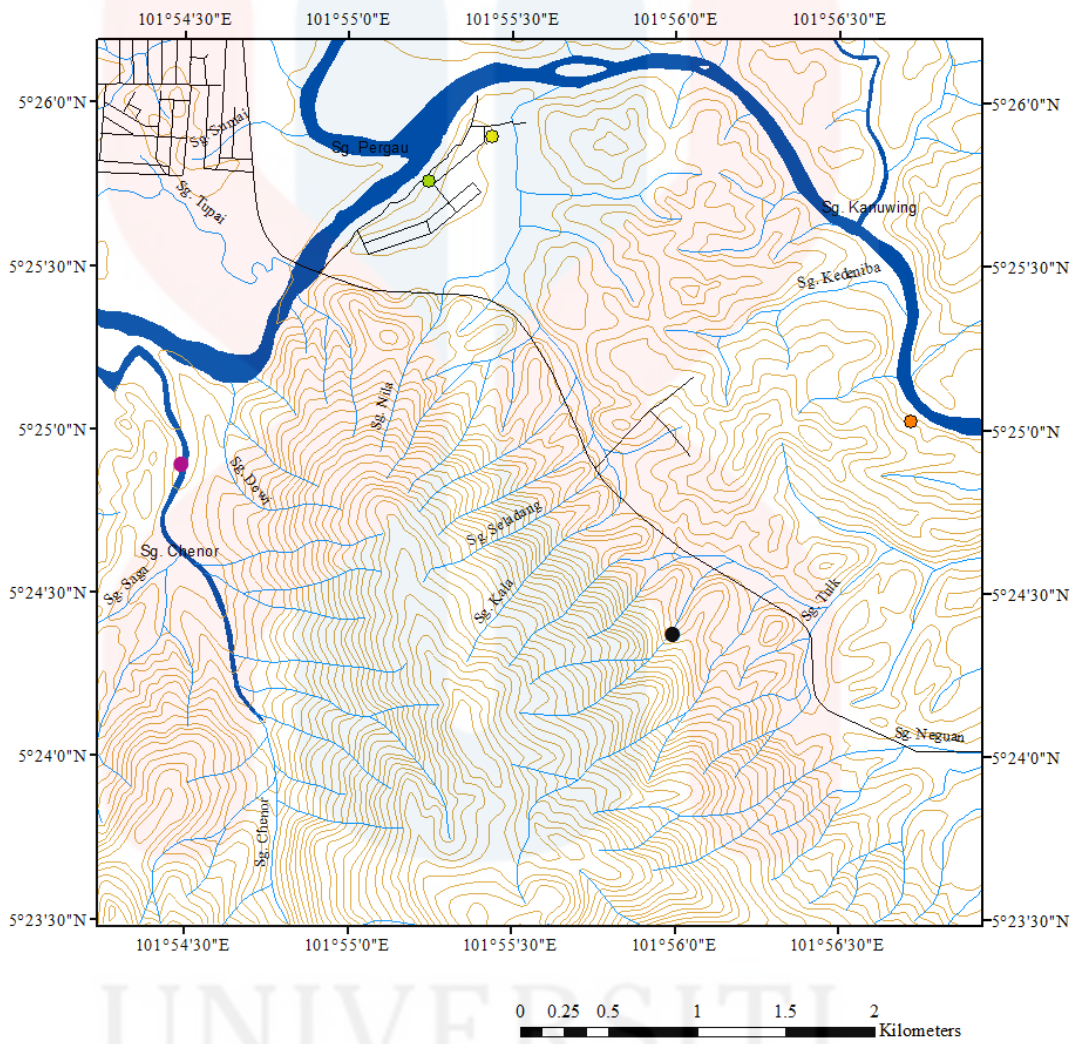 101°54'30"E 101°55'0"E 101°55'30"E 101°56'0"E 101°56'30"E
5°26'0"N 5°26'0"N
Sg. Sumai
Sg. Pergau
Sg. Tupai
Sg. Kanuwing
5°25'30"N 5°25'30"N
Sg. Kedeniba
Sg. Nila
5°25'0"N 5°25'0"N
Sg. Dewi
Sg. Seladang
Sg. Chenor
Sg. Saga
Sg. Kala
Sg. Tulk
5°24'30"N 5°24'30"N
Sg. Neguan
5°24'0"N 5°24'0"N
Sg. Chenor
5°23'30"N 5°23'30"N
101°54'30"E 101°55'0"E 101°55'30"E 101°56'0"E 101°56'30"E
UNIVERSITI
0 0.25 0.5 1 1.5 2
Kilometers